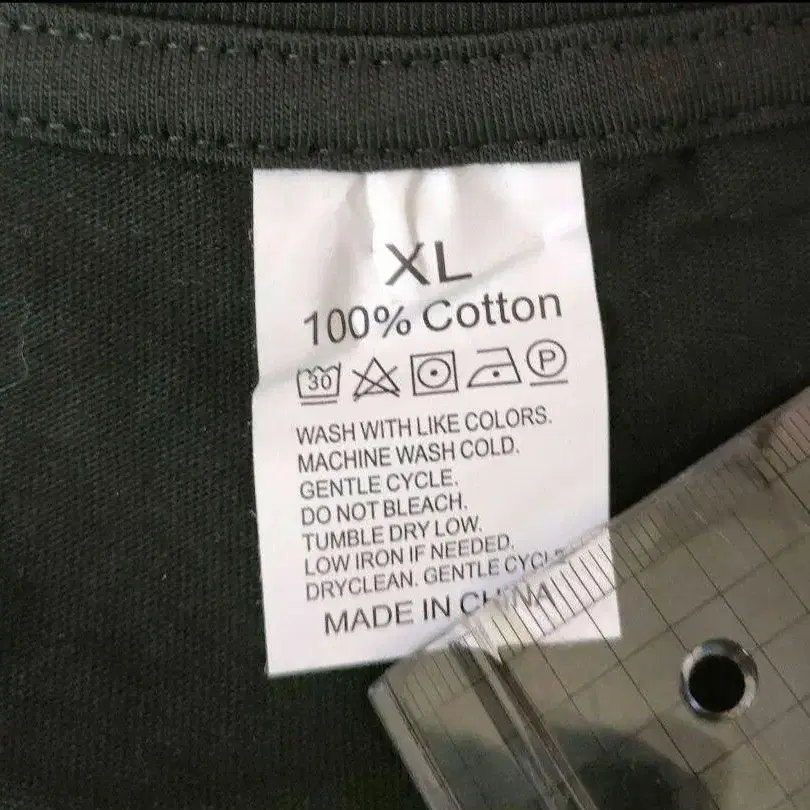 XL
100% Cotton
30 P
WASH WITH LIKE COLORS.
MACHINE WASH COLD.
GENTLE CYCLE.
DO NOT BLEACH.
TUMBLE DRY LOW.
LOW IRON IF NEEDED.
DRYCLEAN. GENTLE CYCLE
MADE IN CHINA